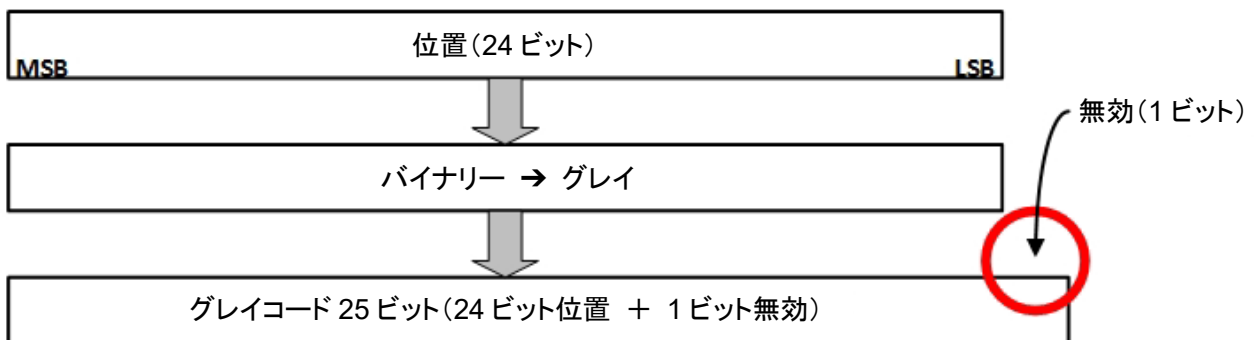 位置（24 ビット）
MSB
LSB
無効（1 ビット）
バイナリー ➔ グレイ
グレイコード 25 ビット（24 ビット位置 ＋ 1 ビット無効）